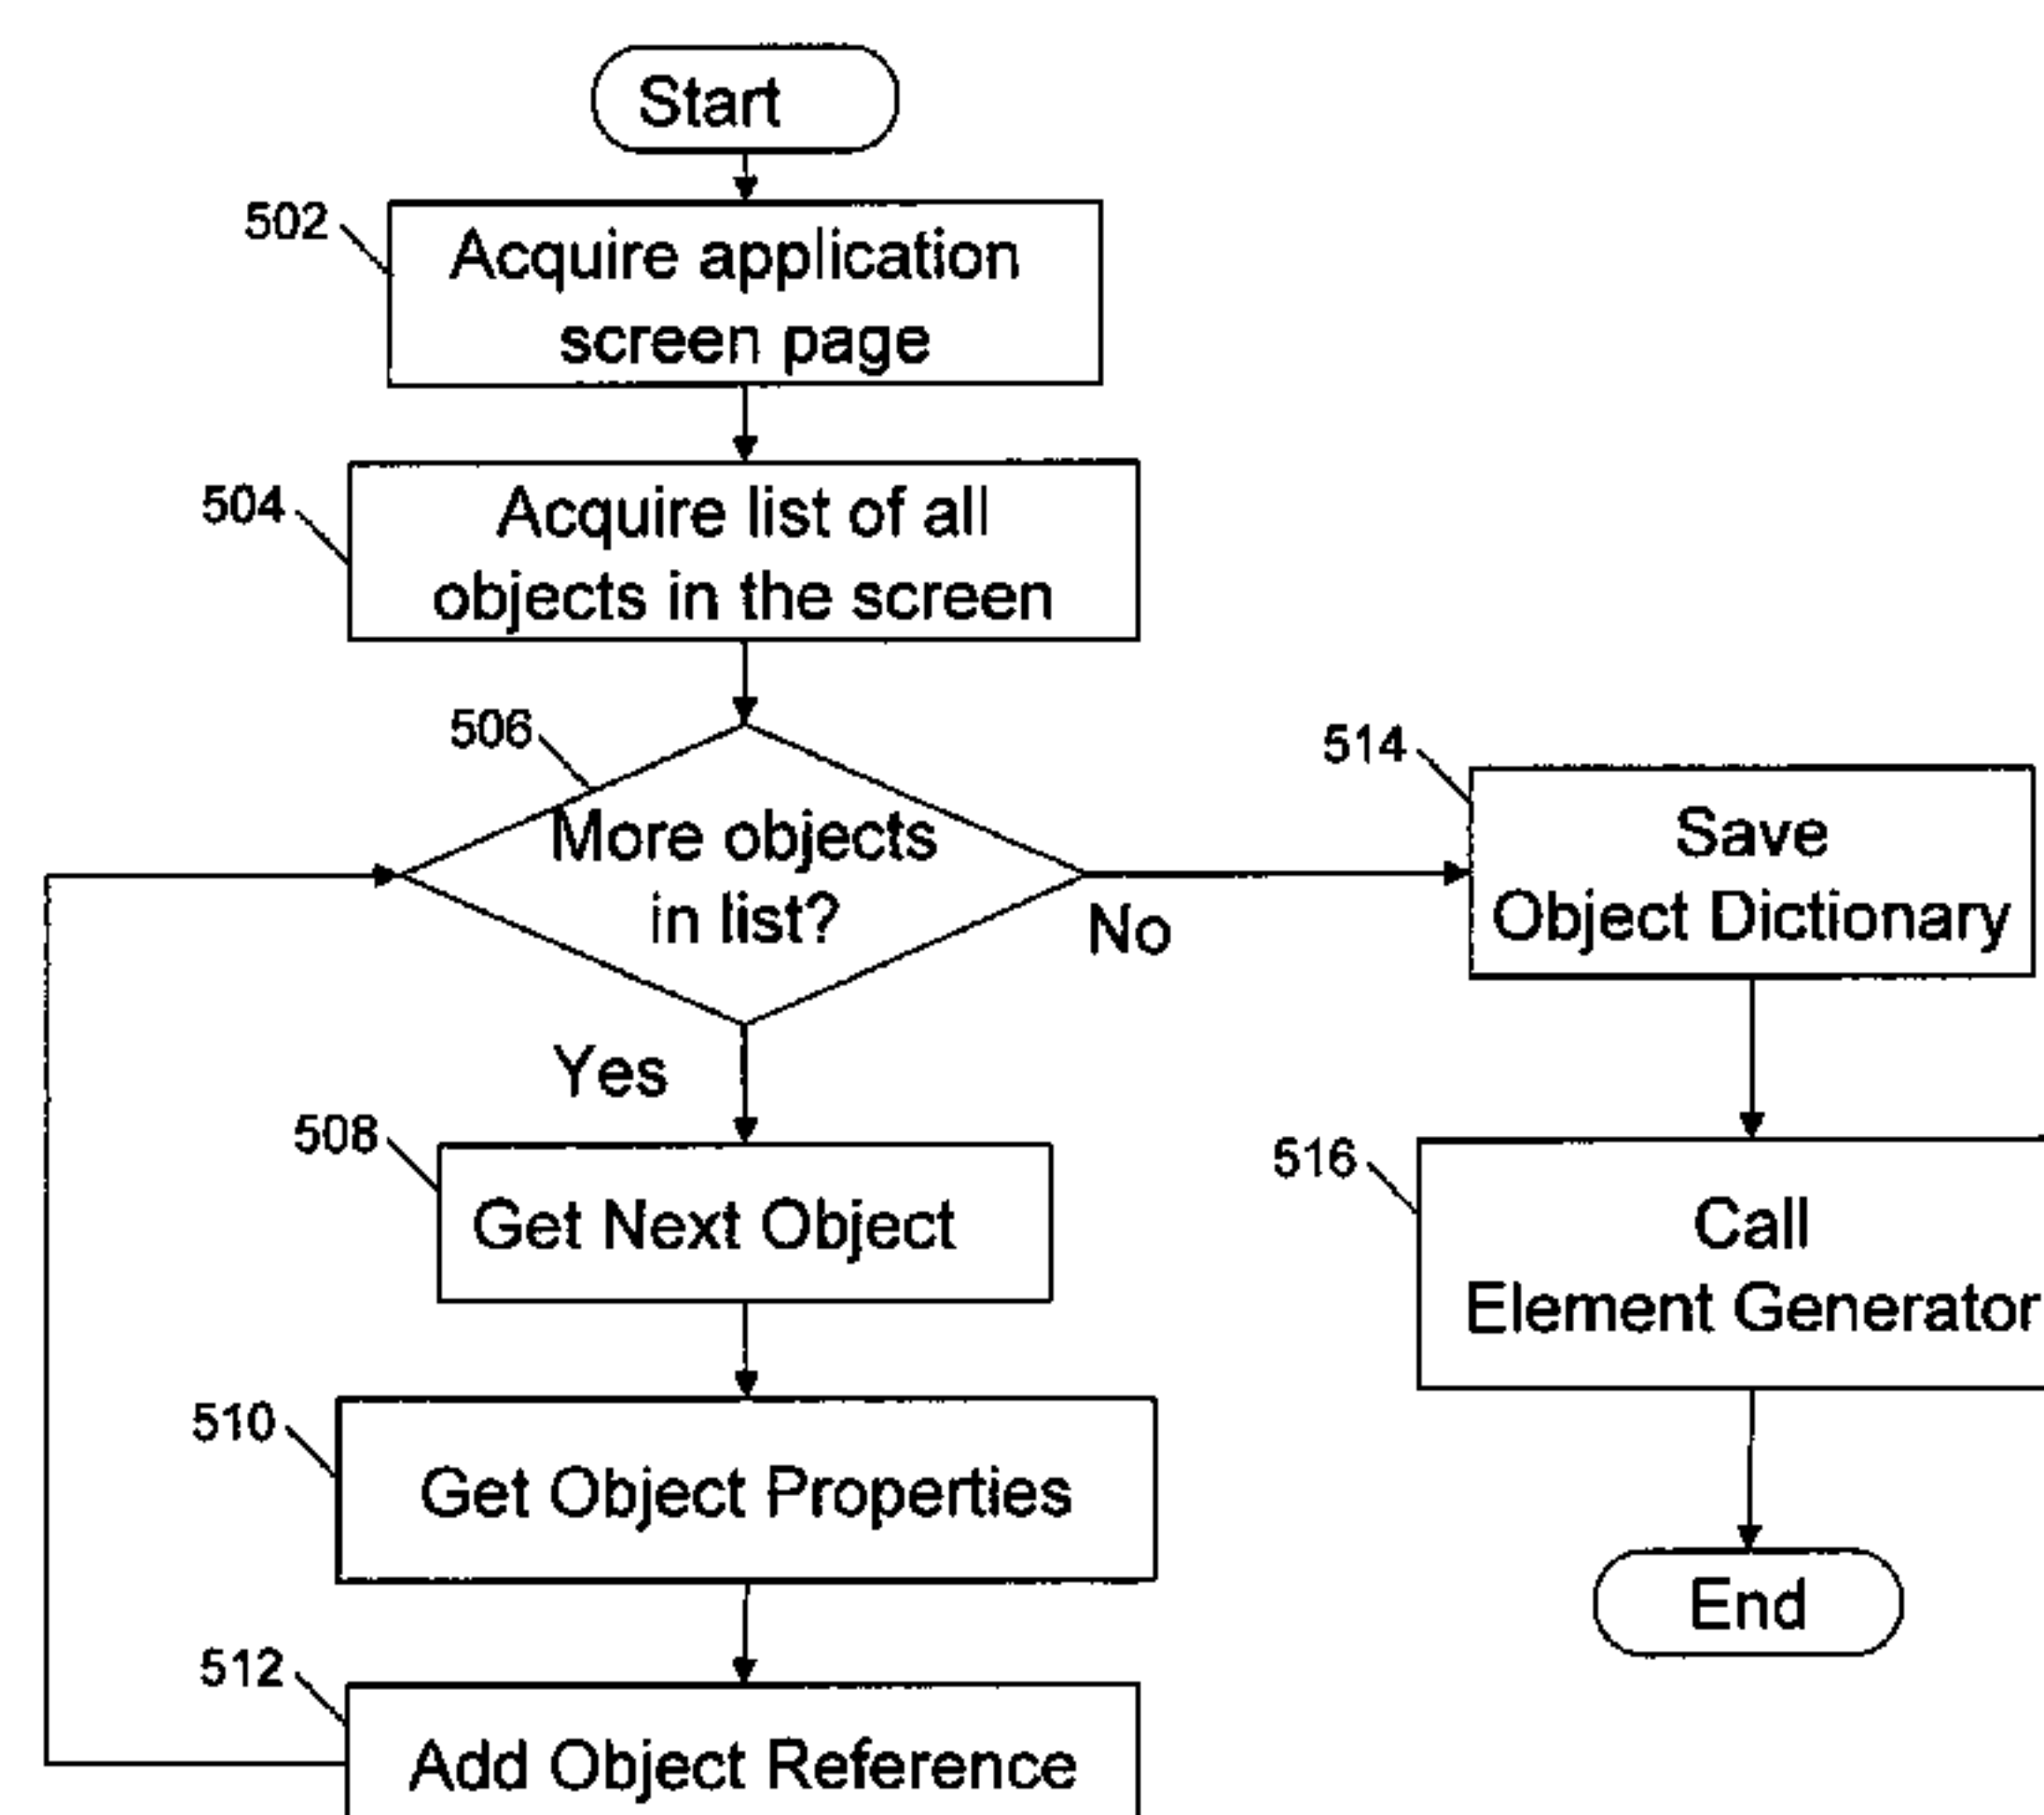 Start
502
Acquire application
screen page
504
Acquire list of all
objects in the screen
506
More objects
in list?
No
Yes
508
Get Next Object
510
Get Object Properties
512
Add Object Reference
514
Save
Object Dictionary
516
Call
Element Generator
End